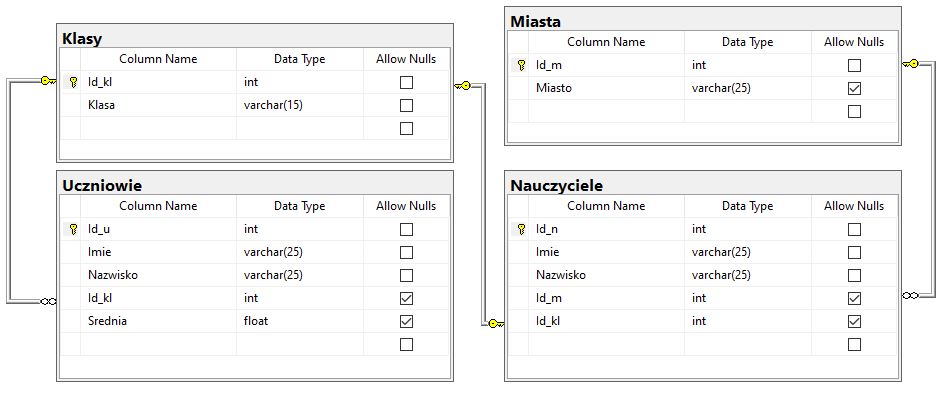 Klasy
Column Name Data Type Allow Nulls
Id_kl int
Klasa varchar(15)
Miasta
Column Name Data Type Allow Nulls
Id_m int
Miasto varchar(25)
Uczniowie
Column Name Data Type Allow Nulls
Id_u int
Imie varchar(25)
Nazwisko varchar(25)
Id_kl int
Srednia float
Nauczyciele
Column Name Data Type Allow Nulls
Id_n int
Imie varchar(25)
Nazwisko varchar(25)
Id_m int
Id_kl int